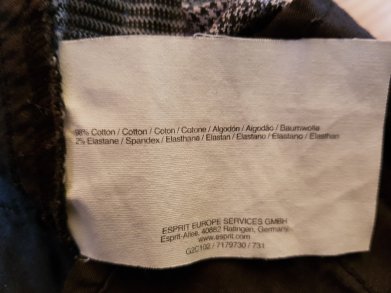 98% Cotton / Cotton / Coton / Cotone / Algodón / Algodão / Baumwolle
2% Elastane / Spandex / Elasthane / Elastan / Elastano / Elastano / Elasthan
ESPRIT EUROPE SERVICES GMBH
Esprit-Allee, 40882 Ratingen, Germany
www.esprit.com
G2C102 / 7179730 / 731